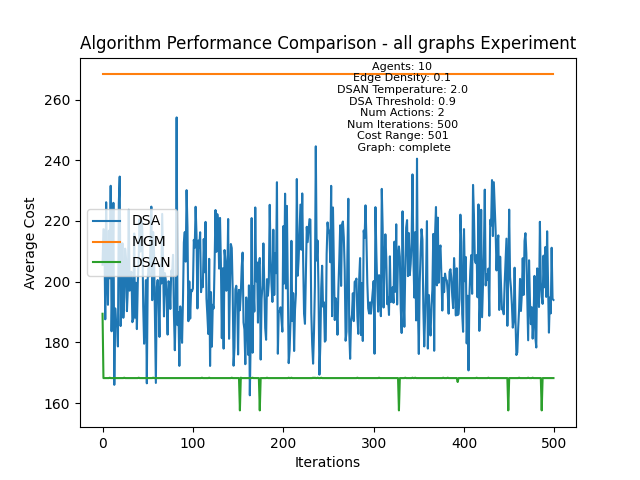 Algorithm Performance Comparison - all graphs Experiment
Agents: 10
Edge Density: 0.1
DSAN Temperature: 2.0
DSA Threshold: 0.9
Num Actions: 2
Num Iterations: 500
Cost Range: 501
Graph: complete
260
240
220
200
180
160
Average Cost
DSA
MGM
DSAN
0
100
200
300
400
500
Iterations